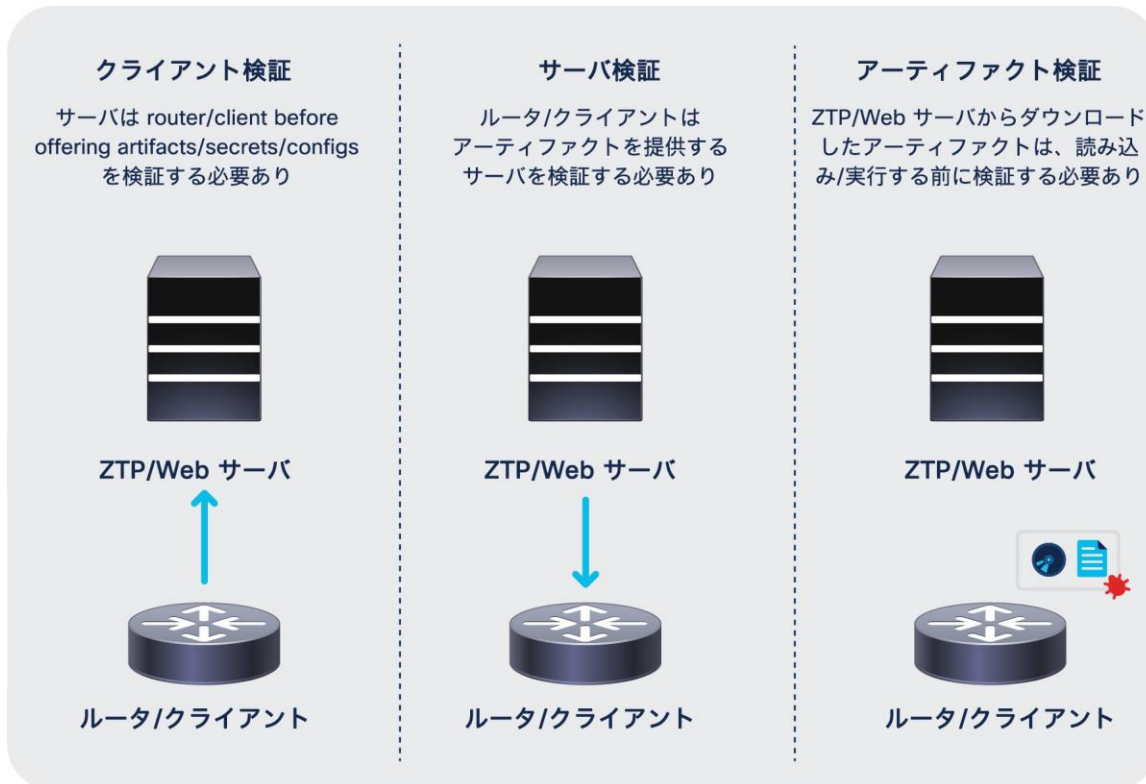 クライアント検証
サーバは router/client before
offering artifacts/secrets/configs
を検証する必要あり
ZTP/Web サーバ
ルータ/クライアント
サーバ検証
ルータ/クライアントは
アーティファクトを提供する
サーバを検証する必要あり
ZTP/Web サーバ
ルータ/クライアント
アーティファクト検証
ZTP/Web サーバからダウンロード
したアーティファクトは、読み込
み/実行する前に検証する必要あり
ZTP/Web サーバ
ルータ/クライアント